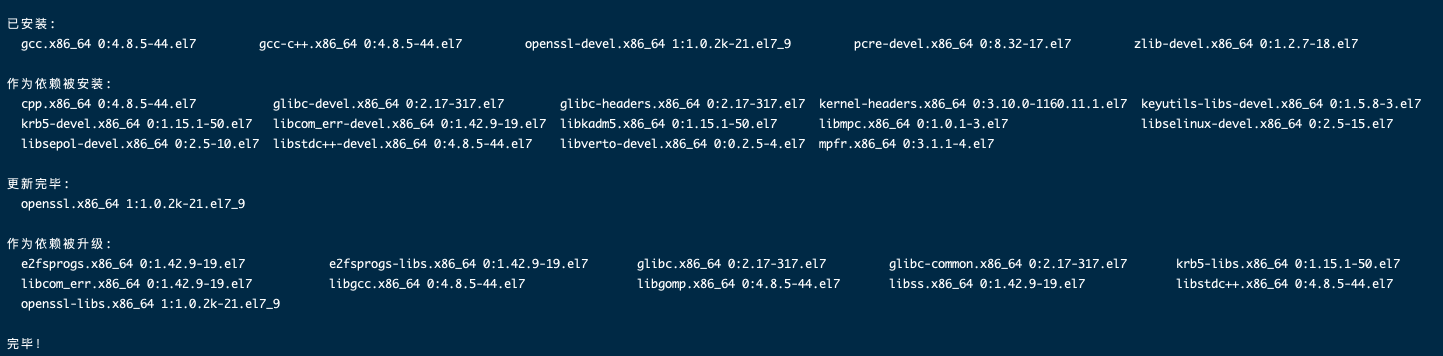 已安装:
gcc.x86_64 0:4.8.5-44.el7 gcc-c++.x86_64 0:4.8.5-44.el7 openssl-devel.x86_64 1:1.0.2k-21.el7_9 pcre-devel.x86_64 0:8.32-17.el7 zlib-devel.x86_64 0:1.2.7-18.el7
作为依赖被安装:
cpp.x86_64 0:4.8.5-44.el7 glibc-devel.x86_64 0:2.17-317.el7 glibc-headers.x86_64 0:2.17-317.el7 kernel-headers.x86_64 0:3.10.0-1160.11.1.el7 keyutils-libs-devel.x86_64 0:1.5.8-3.el7
krb5-devel.x86_64 0:1.15.1-50.el7 libcom_err-devel.x86_64 0:1.42.9-19.el7 libkadm5.x86_64 0:1.15.1-50.el7 libmpc.x86_64 0:1.0.1-3.el7 libselinux-devel.x86_64 0:2.5-15.el7
libsepol-devel.x86_64 0:2.5-10.el7 libstdc++-devel.x86_64 0:4.8.5-44.el7 libverto-devel.x86_64 0:0.2.5-4.el7 mpfr.x86_64 0:3.1.1-4.el7
更新完毕:
openssl.x86_64 1:1.0.2k-21.el7_9
作为依赖被升级:
e2fsprogs.x86_64 0:1.42.9-19.el7 e2fsprogs-libs.x86_64 0:1.42.9-19.el7 glibc.x86_64 0:2.17-317.el7 glibc-common.x86_64 0:2.17-317.el7 krb5-libs.x86_64 0:1.15.1-50.el7
libcom_err.x86_64 0:1.42.9-19.el7 libgcc.x86_64 0:4.8.5-44.el7 libgomp.x86_64 0:4.8.5-44.el7 libss.x86_64 0:1.42.9-19.el7 libstdc++.x86_64 0:4.8.5-44.el7
openssl-libs.x86_64 1:1.0.2k-21.el7_9
完毕!